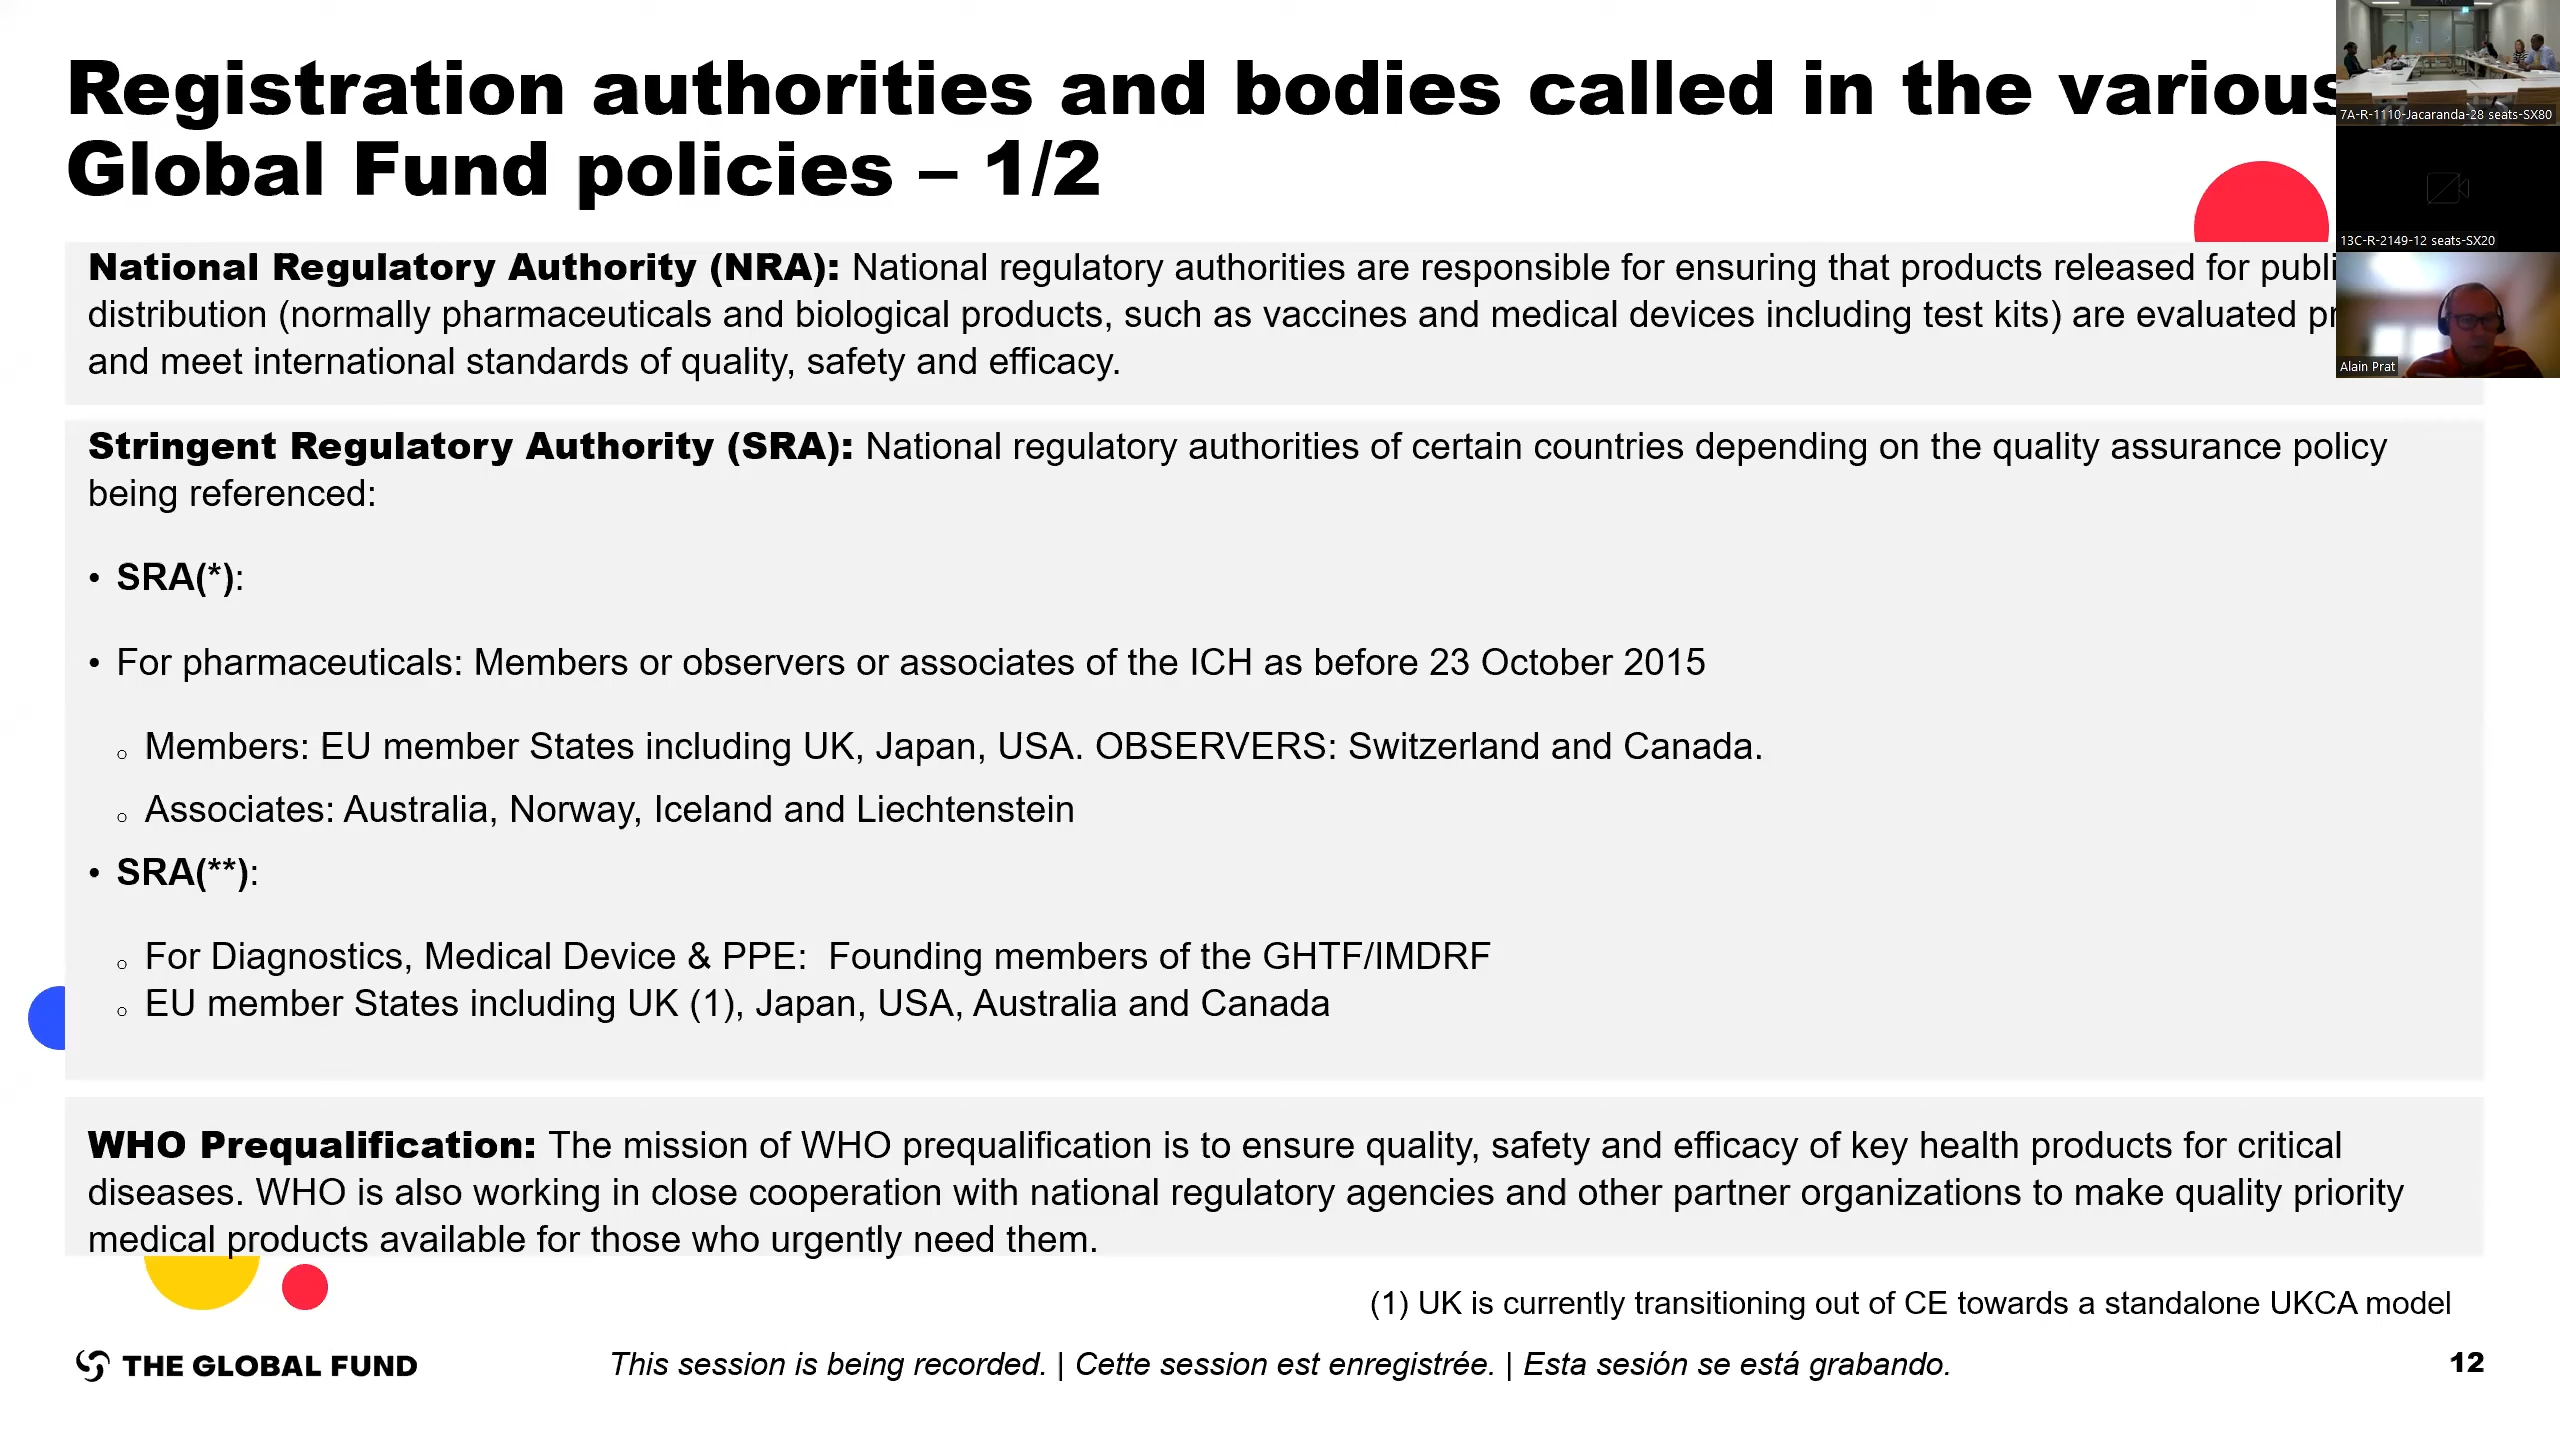 Registration authorities and bodies called in the various
Global Fund policies – 1/2
7A-R-1110-Jacaranda-28 seats-SX80
13C-R-2149-12 seats-SX20
Alain Prat
National Regulatory Authority (NRA): National regulatory authorities are responsible for ensuring that products released for publi
distribution (normally pharmaceuticals and biological products, such as vaccines and medical devices including test kits) are evaluated pr
and meet international standards of quality, safety and efficacy.
Stringent Regulatory Authority (SRA): National regulatory authorities of certain countries depending on the quality assurance policy
being referenced:
• SRA(*):
• For pharmaceuticals: Members or observers or associates of the ICH as before 23 October 2015
o Members: EU member States including UK, Japan, USA. OBSERVERS: Switzerland and Canada.
o Associates: Australia, Norway, Iceland and Liechtenstein
• SRA(**):
o For Diagnostics, Medical Device & PPE:  Founding members of the GHTF/IMDRF
o EU member States including UK (1), Japan, USA, Australia and Canada
WHO Prequalification: The mission of WHO prequalification is to ensure quality, safety and efficacy of key health products for critical
diseases. WHO is also working in close cooperation with national regulatory agencies and other partner organizations to make quality priority
medical products available for those who urgently need them.
(1) UK is currently transitioning out of CE towards a standalone UKCA model
THE GLOBAL FUND
This session is being recorded. | Cette session est enregistrée. | Esta sesión se está grabando.
12